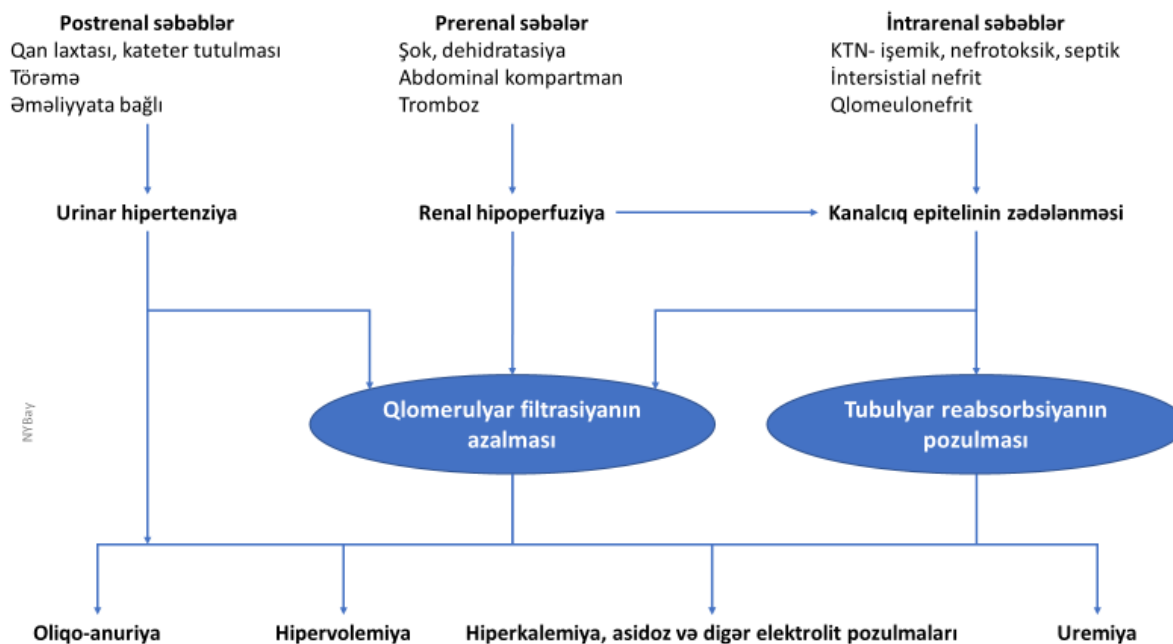 Postrenal səbəblər
Qan laxtası, kateter tutulması
Törəmə
Əməliyyata bağlı
Prerenal səbələr
Şok, dehidratasiya
Abdominal kompartman
Tromboz
İntrarenal səbəblər
KTN- işemik, nefrotoksik, septik
İntersistial nefrit
Qlomeulonefrit
Urinar hipertenziya
Renal hipoperfuziya
Kanalcıq epitelinin zədələnməsi
Qlomerulyar filtrasiyanın
azalması
Tubulyar reabsorbsiyanın
pozulması
NYBay
Oliqo-anuriya
Hipervolemiya
Hiperkalemiya, asidoz və digər elektrolit pozulmaları
Uremiya